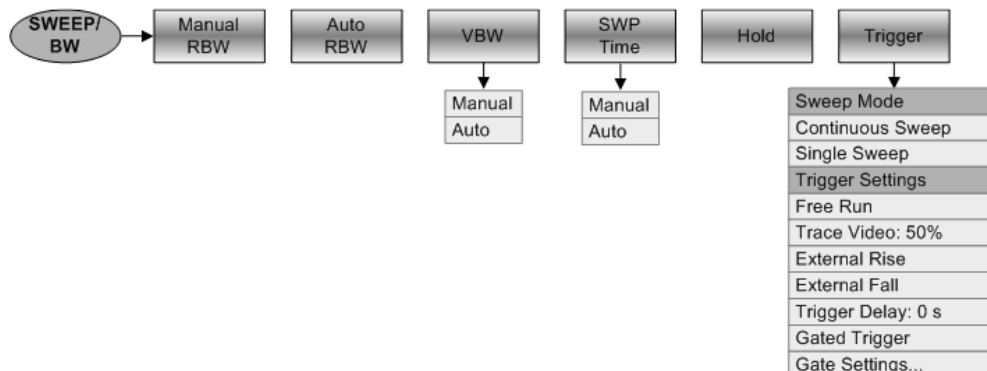 SWEEP/
BW
Manual
RBW
Auto
RBW
VBW
SWP
Time
Hold
Trigger
Manual
Auto
Manual
Auto
Sweep Mode
Continuous Sweep
Single Sweep
Trigger Settings
Free Run
Trace Video: 50%
External Rise
External Fall
Trigger Delay: 0 s
Gated Trigger
Gate Settings...